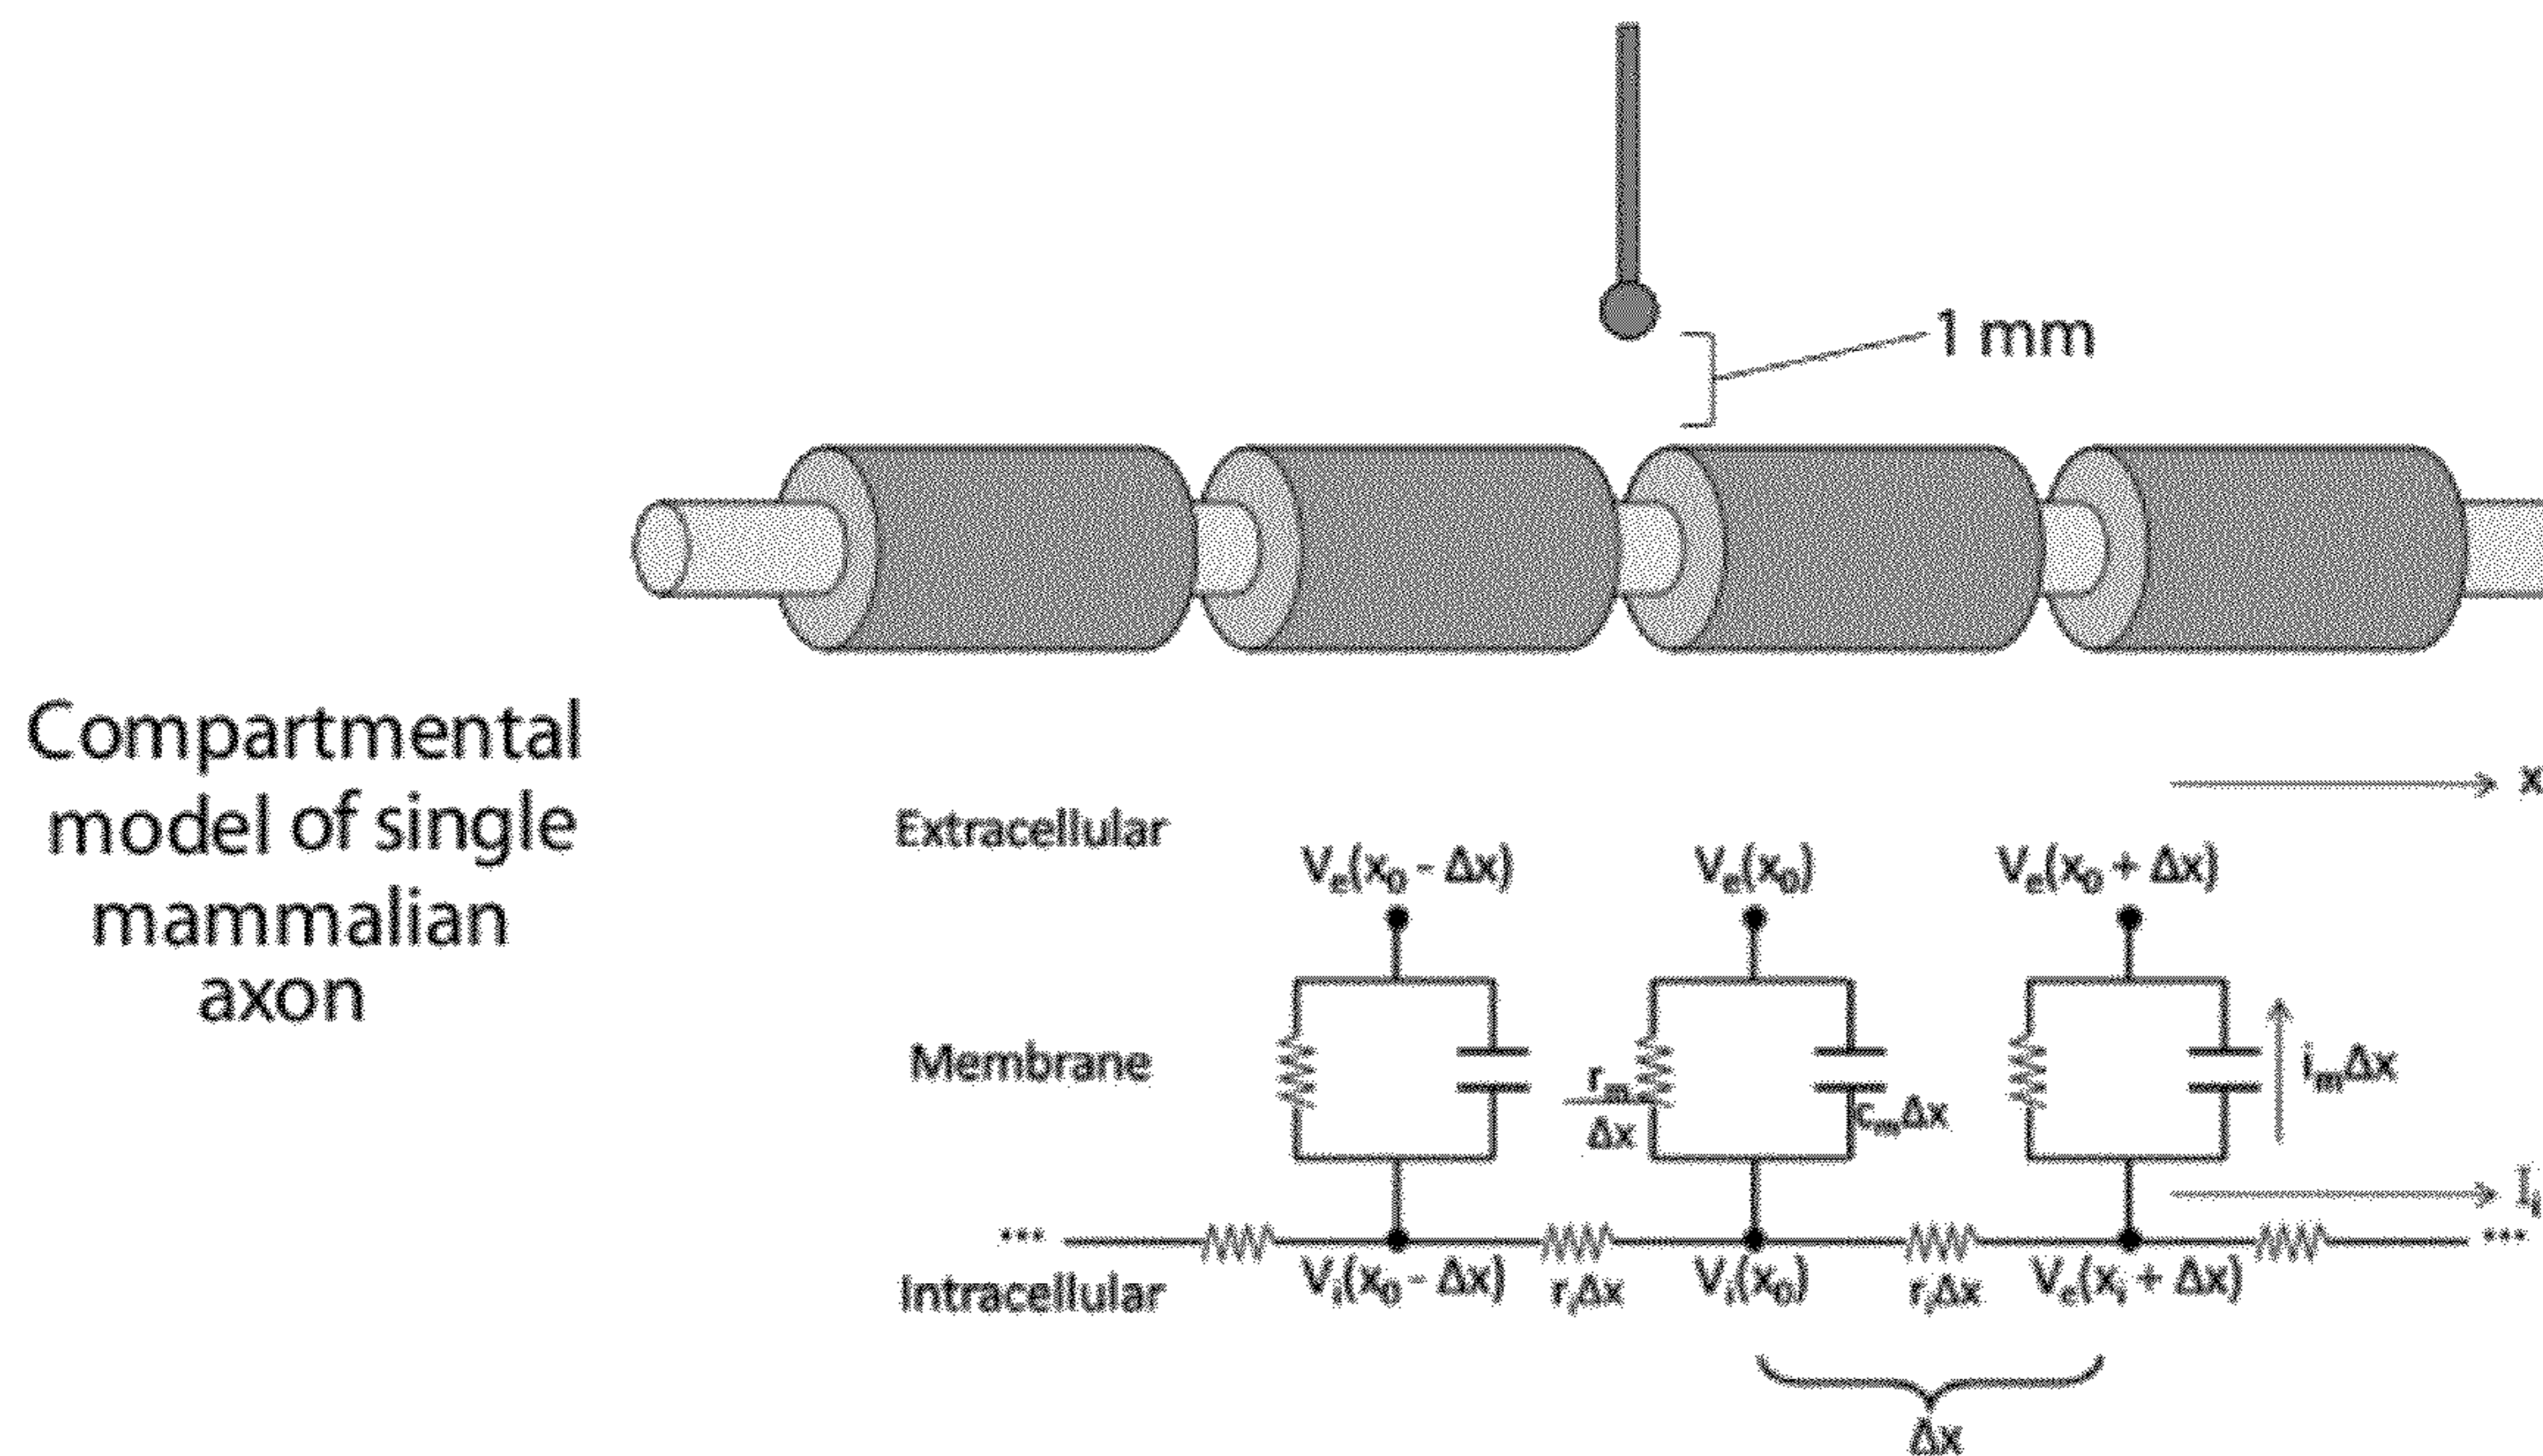 1 mm
Compartmental
model of single
mammalian
axon
x
Extracellular
Vₑ(x₀ - Δx)
Vₑ(x₀)
Vₑ(x₀ + Δx)
Membrane
rₘ
Δx
cₘΔx
iₘΔx
Iᵢ
...
...
Intracellular
Vᵢ(x₀ - Δx)
rᵢΔx
Vᵢ(x₀)
rᵢΔx
Vₑ(xᵢ + Δx)
Δx